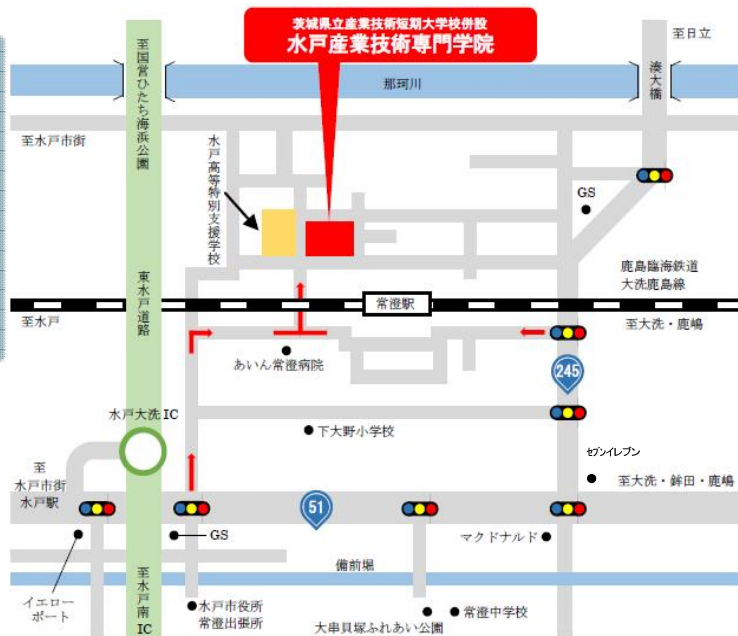 茨城県立産業技術短期大学校併設
水戸産業技術専門学院
至日立
至国営ひたち海浜公園
那珂川
湊大橋
至水戸市街
水戸高等特別支援学校
GS
鹿島臨海鉄道
大洗鹿島線
東水戸道路
常澄駅
至水戸
至大洗・鹿嶋
あいん常澄病院
245
水戸大洗IC
下大野小学校
セブンイレブン
至
水戸市街
水戸駅
至大洗・鉾田・鹿嶋
51
GS
マクドナルド
備前堀
イエロー
ポート
至水戸南IC
水戸市役所
常澄出張所
常澄中学校
大串貝塚ふれあい公園